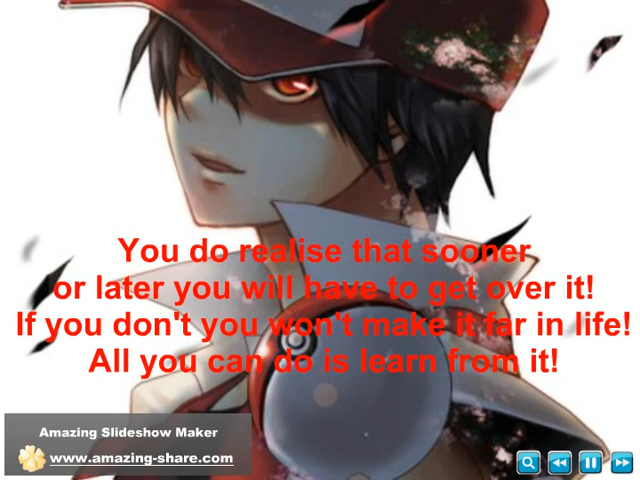 You do realise that sooner
or later you will have to get over it!
If you don't you won't make it far in life!
All you can do is learn from it!
Amazing Slideshow Maker
www.amazing-share.com